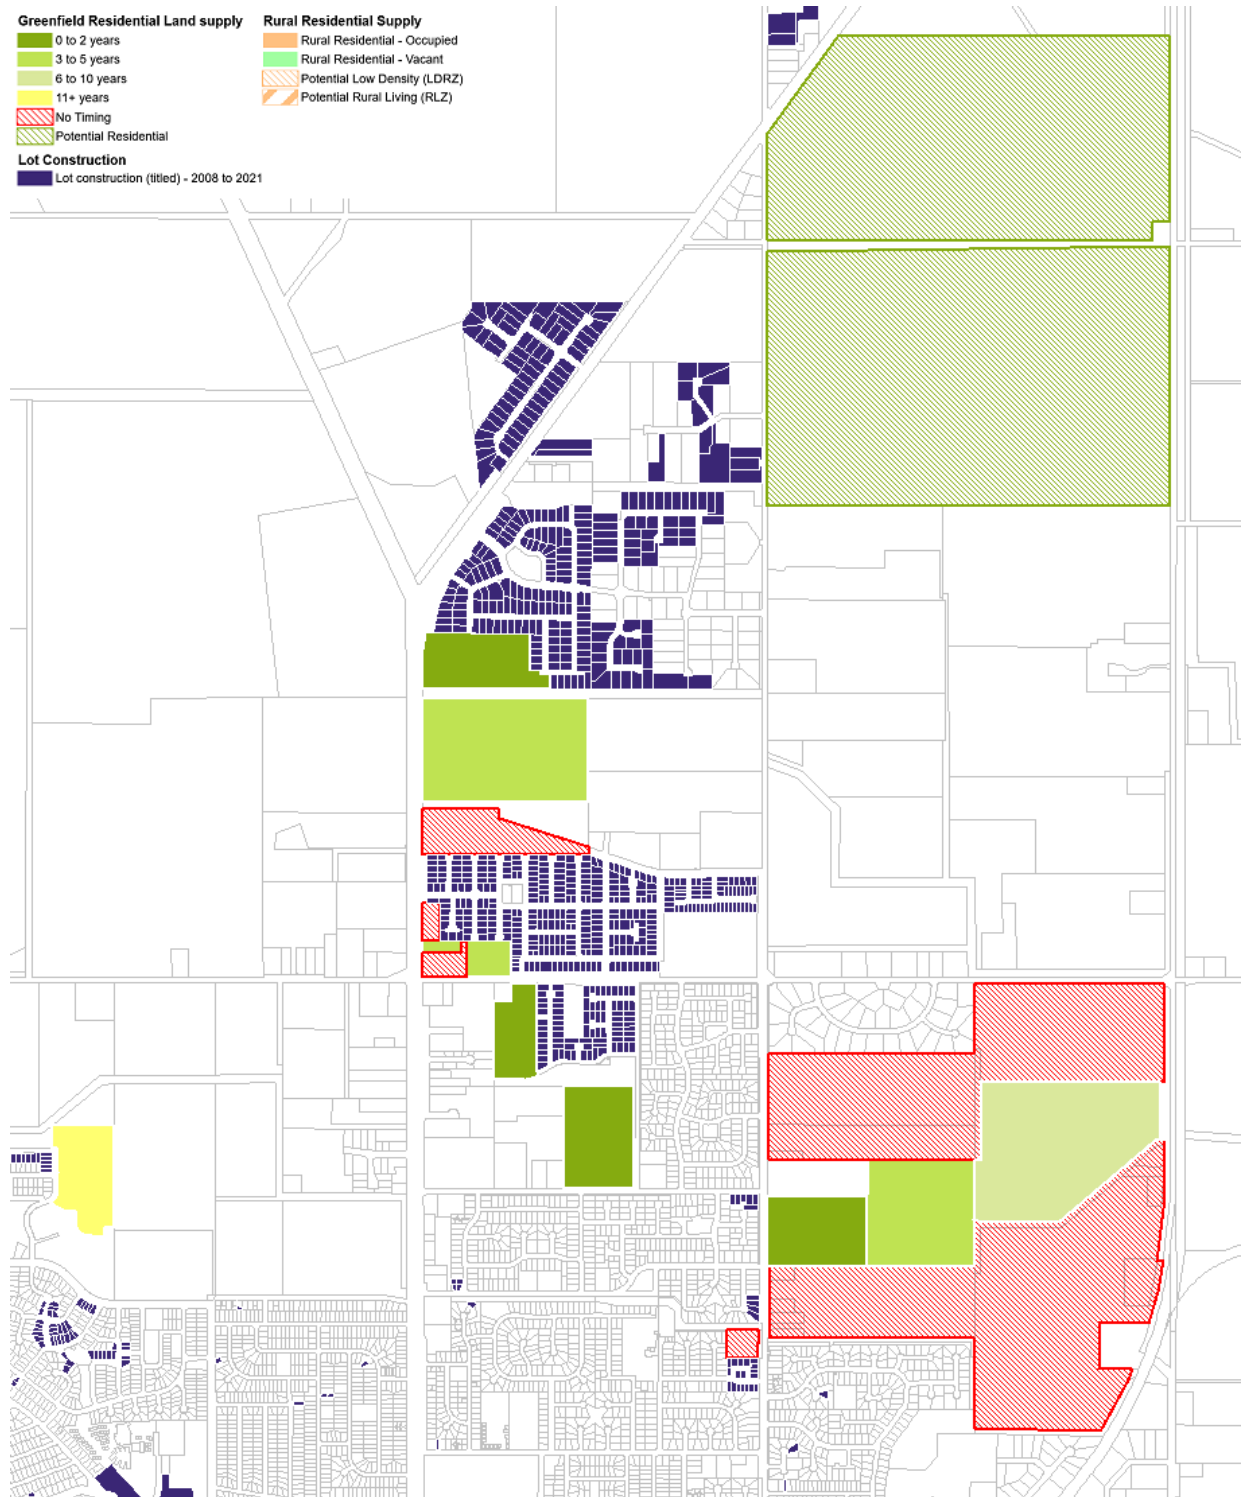 Greenfield Residential Land supply
0 to 2 years
3 to 5 years
6 to 10 years
11+ years
No Timing
Potential Residential
Lot Construction
Lot construction (titled) - 2008 to 2021
Rural Residential Supply
Rural Residential - Occupied
Rural Residential - Vacant
Potential Low Density (LDRZ)
Potential Rural Living (RLZ)